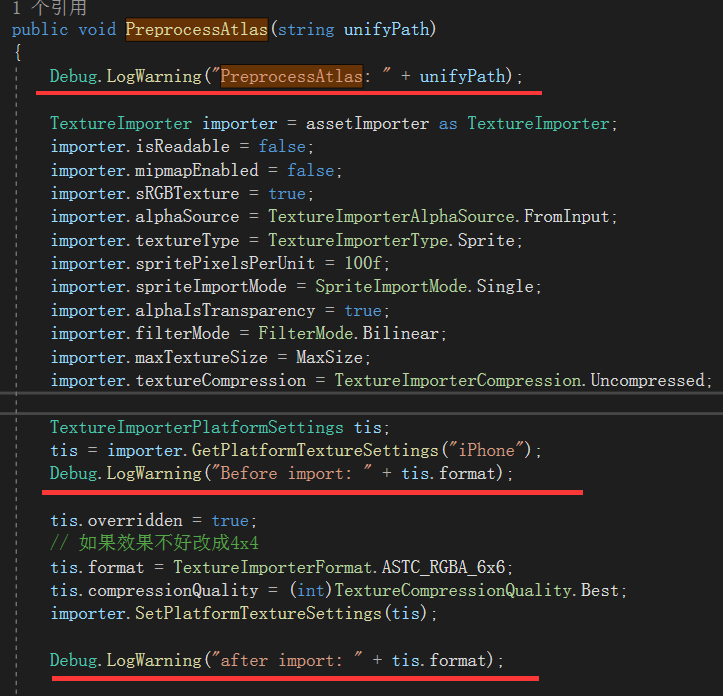 1 个引用
public void PreprocessAtlas(string unifyPath)
{
Debug.LogWarning("PreprocessAtlas: " + unifyPath);
TextureImporter importer = assetImporter as TextureImporter;
importer.isReadable = false;
importer.mipmapEnabled = false;
importer.sRGBTexture = true;
importer.alphaSource = TextureImporterAlphaSource.FromInput;
importer.textureType = TextureImporterType.Sprite;
importer.spritePixelsPerUnit = 100f;
importer.spriteImportMode = SpriteImportMode.Single;
importer.alphaIsTransparency = true;
importer.filterMode = FilterMode.Bilinear;
importer.maxTextureSize = MaxSize;
importer.textureCompression = TextureImporterCompression.Uncompressed;
TextureImporterPlatformSettings tis;
tis = importer.GetPlatformTextureSettings("iPhone");
Debug.LogWarning("Before import: " + tis.format);
tis.overridden = true;
// 如果效果不好改成4x4
tis.format = TextureImporterFormat.ASTC_RGBA_6x6;
tis.compressionQuality = (int)TextureCompressionQuality.Best;
importer.SetPlatformTextureSettings(tis);
Debug.LogWarning("after import: " + tis.format);